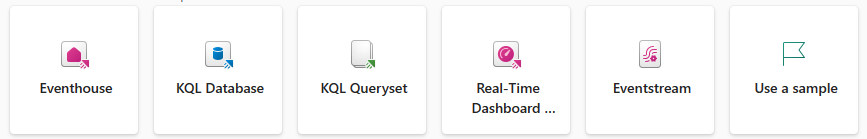 Eventhouse
KQL Database
KQL Queryset
Real-Time
Dashboard ...
Eventstream
Use a sample